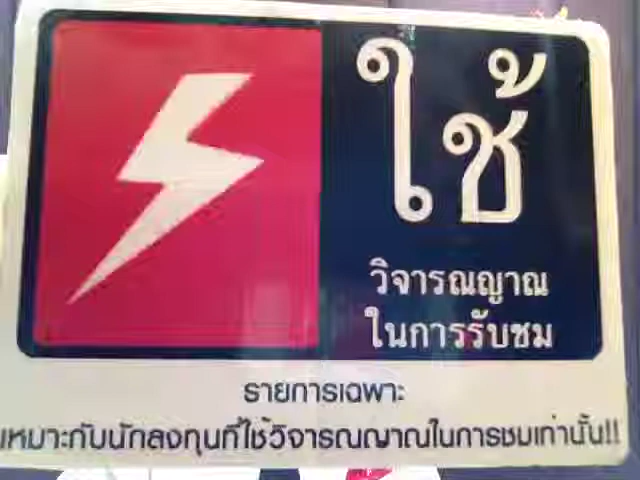 ใช้
วิจารณญาณ
ในการรับชม
รายการเฉพาะ
เหมาะกับนักลงทุนที่ใช้วิจารณญาณในการชมเท่านั้น!!